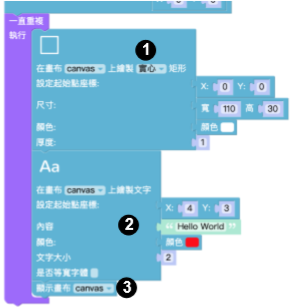 一直重複
執行
1
在畫布 canvas 上繪製 實心 矩形
設定起始點座標:
X: 0 Y: 0
尺寸:
寬 110 高 30
顏色:
顏色
厚度:
1
Aa
在畫布 canvas 上繪製文字
設定起始點座標:
X: 4 Y: 3
內容
2
Hello World
顏色:
顏色
文字大小
2
是否等寬字體
顯示畫布 canvas
3